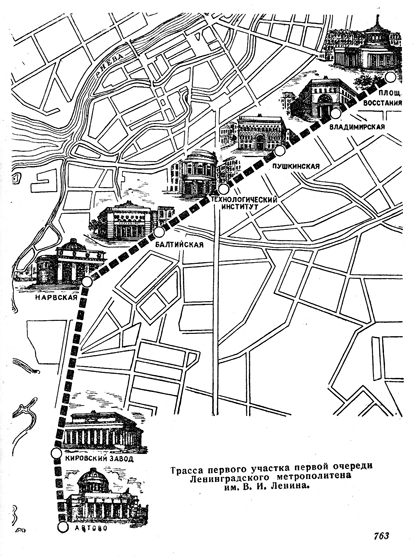 НЕВА
ПЛОЩ.
ВОССТАНИЯ
ВЛАДИМИРСКАЯ
ПУШКИНСКАЯ
ТЕХНОЛОГИЧЕСКИЙ
ИНСТИТУТ
БАЛТИЙСКАЯ
НАРВСКАЯ
КИРОВСКИЙ ЗАВОД
АВТОВО
Трасса первого участка первой очереди
Ленинградского метрополитена
им. В. И. Ленина.
763